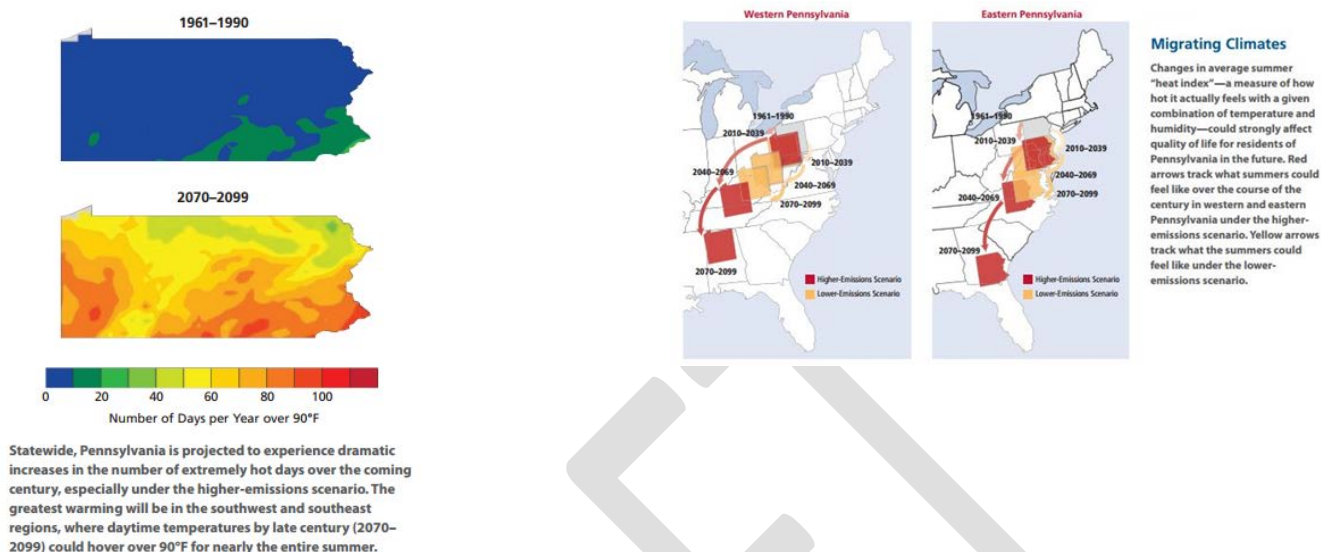 1961–1990
2070–2099
0 20 40 60 80 100
Number of Days per Year over 90°F
Statewide, Pennsylvania is projected to experience dramatic
increases in the number of extremely hot days over the coming
century, especially under the higher-emissions scenario. The
greatest warming will be in the southwest and southeast
regions, where daytime temperatures by late century (2070–
2099) could hover over 90°F for nearly the entire summer.
Western Pennsylvania
1961–1990
2010–2039
2010–2039
2040–2069
2040–2069
2070–2099
2070–2099
Higher-Emissions Scenario
Lower-Emissions Scenario
Eastern Pennsylvania
1961–1990
2010–2039
2010–2039
2040–2069
2040–2069
2070–2099
2070–2099
Higher-Emissions Scenario
Lower-Emissions Scenario
Migrating Climates
Changes in average summer
"heat index"—a measure of how
hot it actually feels with a given
combination of temperature and
humidity—could strongly affect
quality of life for residents of
Pennsylvania in the future. Red
arrows track what summers could
feel like over the course of the
century in western and eastern
Pennsylvania under the higher-
emissions scenario. Yellow arrows
track what the summers could
feel like under the lower-
emissions scenario.